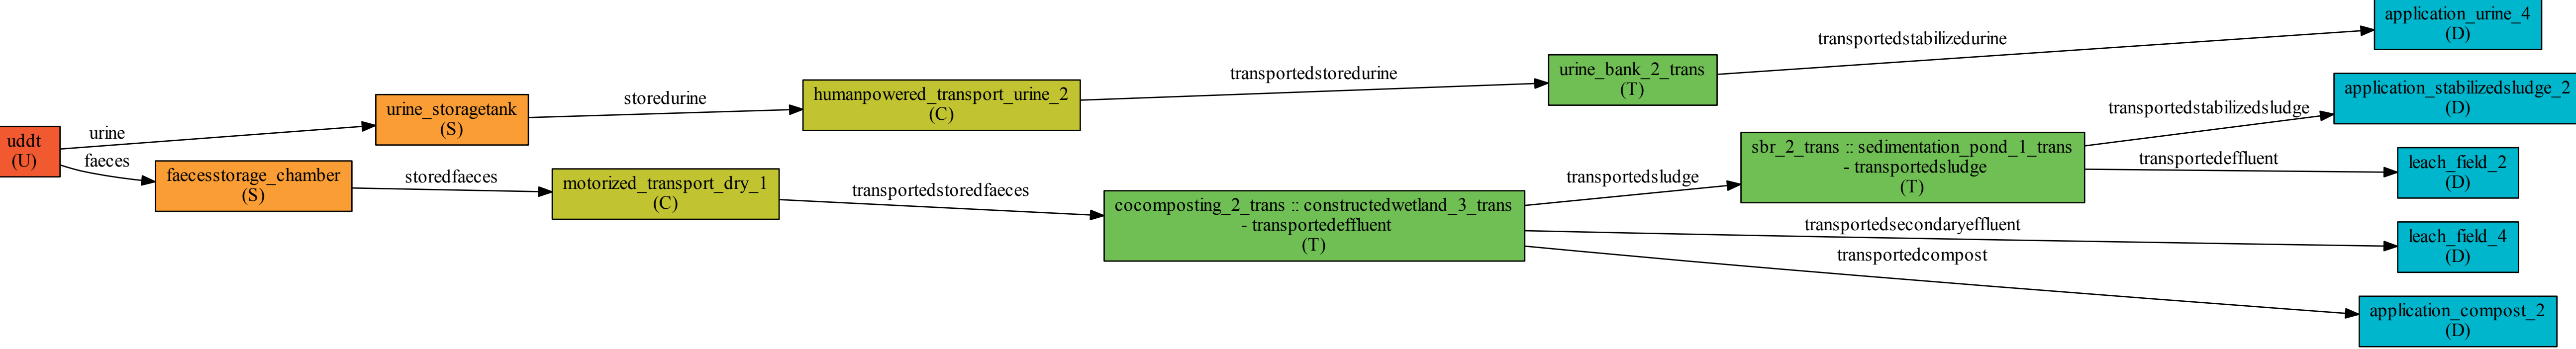 uddt
(U)
urine
faeces
urine_storagetank
(S)
faecesstorage_chamber
(S)
storedurine
storedfaeces
humanpowered_transport_urine_2
(C)
motorized_transport_dry_1
(C)
transportedstoredurine
transportedstoredfaeces
urine_bank_2_trans
(T)
cocomposting_2_trans :: constructedwetland_3_trans
- transportedeffluent
(T)
transportedsludge
sbr_2_trans :: sedimentation_pond_1_trans
- transportedsludge
(T)
transportedstabilizedurine
transportedstabilizedsludge
transportedeffluent
transportedsecondaryeffluent
transportedcompost
application_urine_4
(D)
application_stabilizedsludge_2
(D)
leach_field_2
(D)
leach_field_4
(D)
application_compost_2
(D)